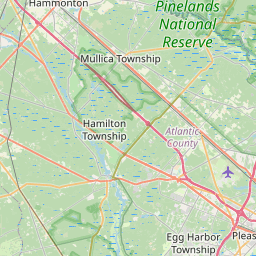 Hammonton
Pinelands
National
Reserve
Mullica Township
Hamilton
Township
Atlantic
County
Egg Harbor
Township
Pleas